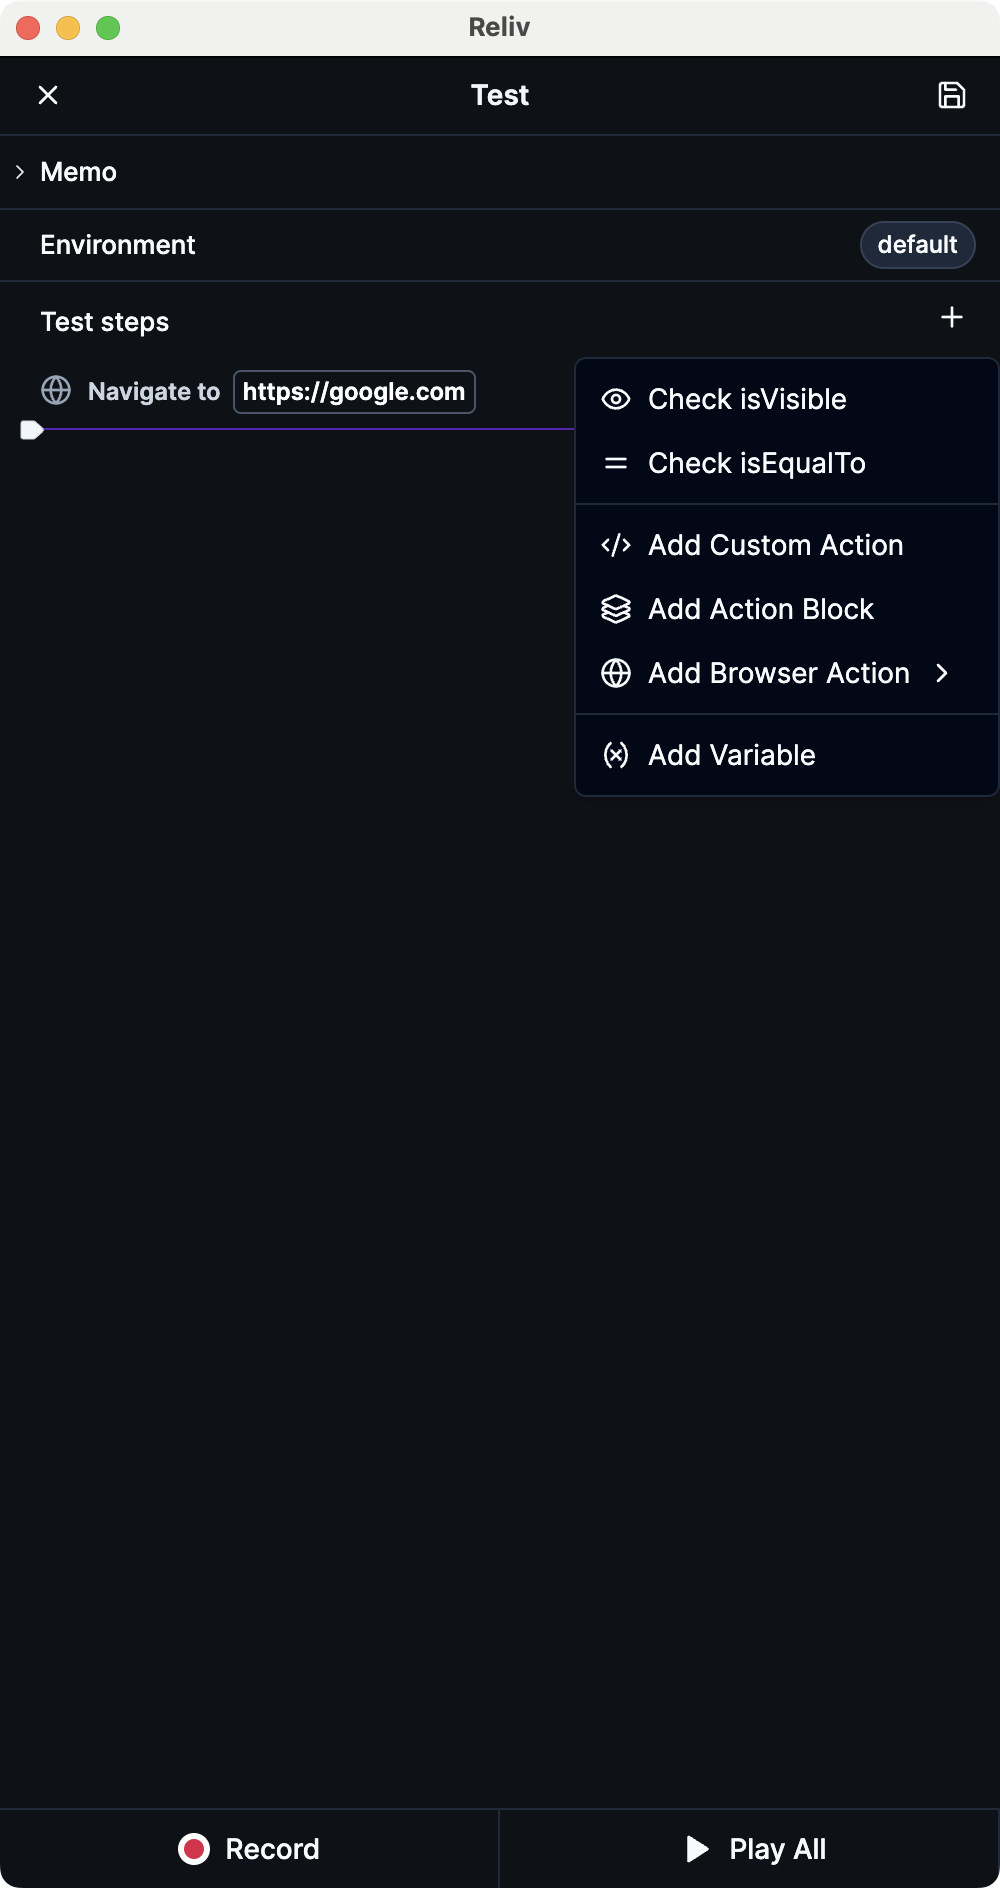 Reliv
Test
Memo
Environment
default
Test steps
Navigate to https://google.com
Check isVisible
Check isEqualTo
Add Custom Action
Add Action Block
Add Browser Action
Add Variable
Record
Play All